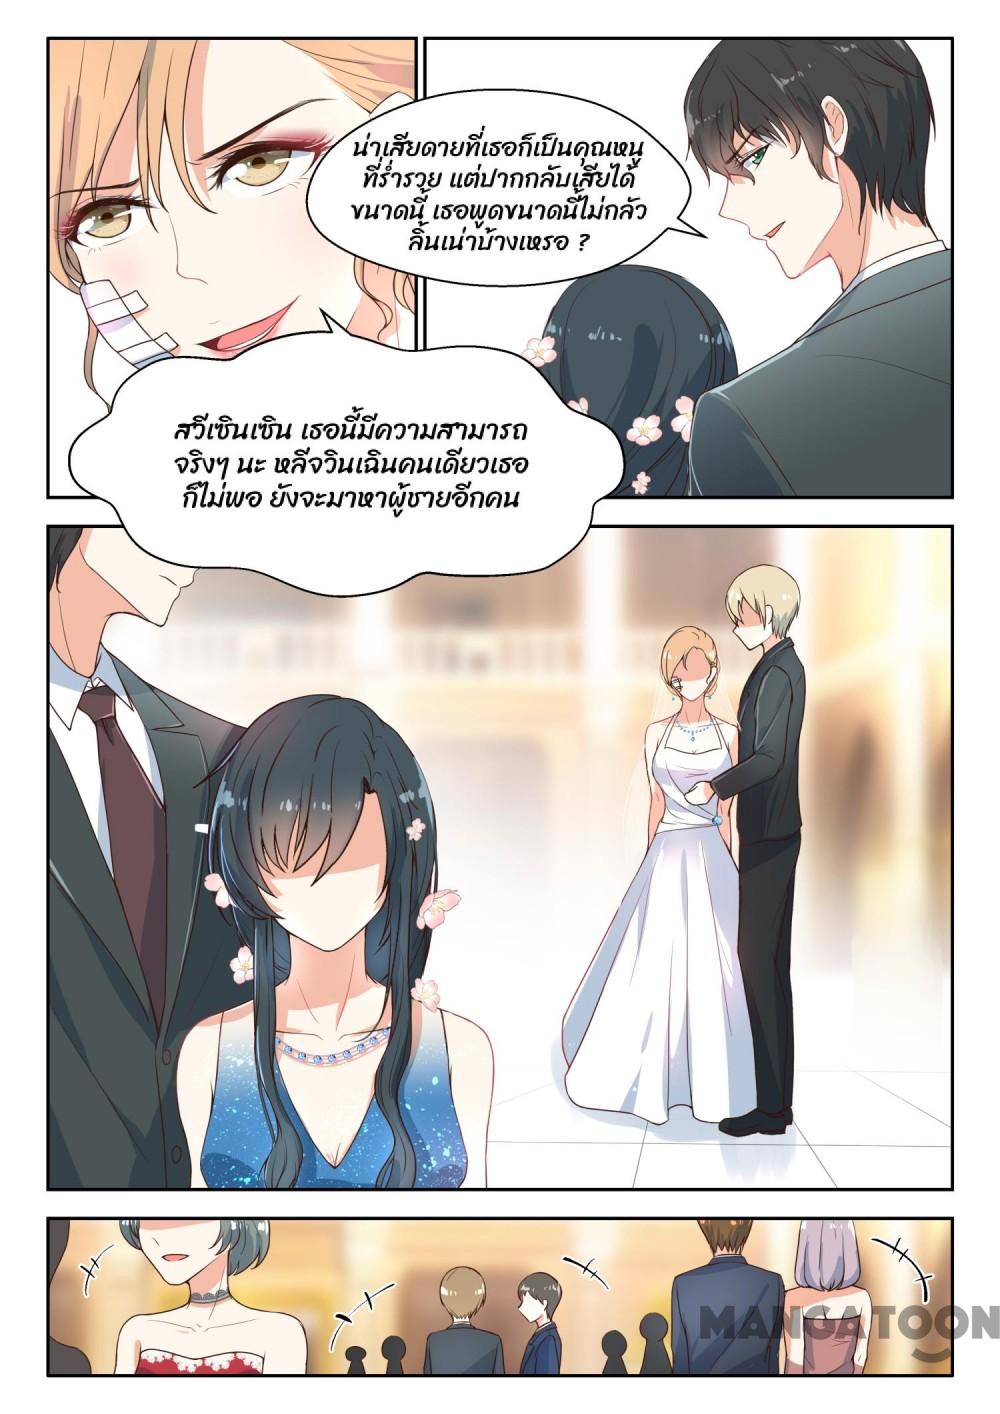 น่าเสียดายที่เธอก็เป็นคุณหนู
ที่ร่ำรวย แต่ปากกลับเสียได้
ขนาดนี้ เธอพูดขนาดนี้ไม่กลัว
ลิ้นเน่าบ้างเหรอ ?
สวีเซินเซิน เธอนี้มีความสามารถ
จริงๆ นะ หลีจวินเฉินคนเดียวเธอ
ก็ไม่พอ ยังจะมาหาผู้ชายอีกคน
MANGATOON